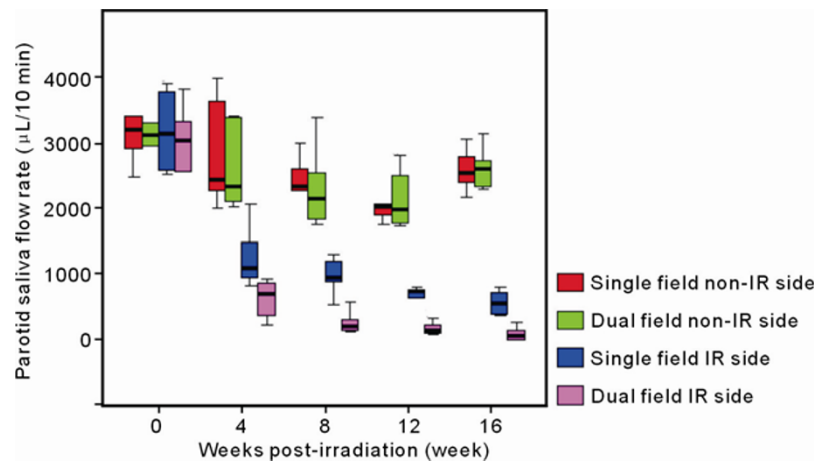 Parotid saliva flow rate (μL/10 min)
4000
3000
2000
1000
0
0 4 8 12 16
Weeks post-irradiation (week)
Single field non-IR side
Dual field non-IR side
Single field IR side
Dual field IR side